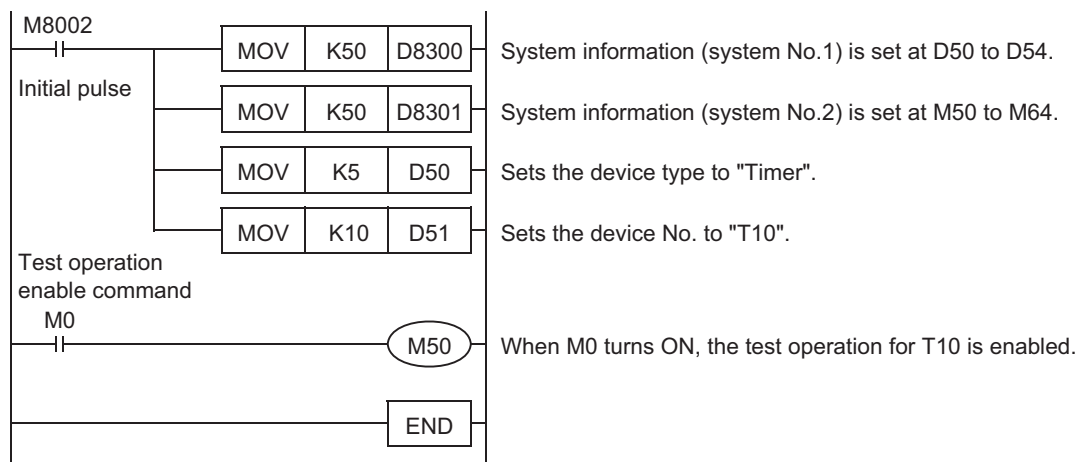 M8002
MOV K50 D8300 System information (system No.1) is set at D50 to D54.
Initial pulse
MOV K50 D8301 System information (system No.2) is set at M50 to M64.
MOV K5 D50 Sets the device type to "Timer".
MOV K10 D51 Sets the device No. to "T10".
Test operation
enable command
M0
M50 When M0 turns ON, the test operation for T10 is enabled.
END